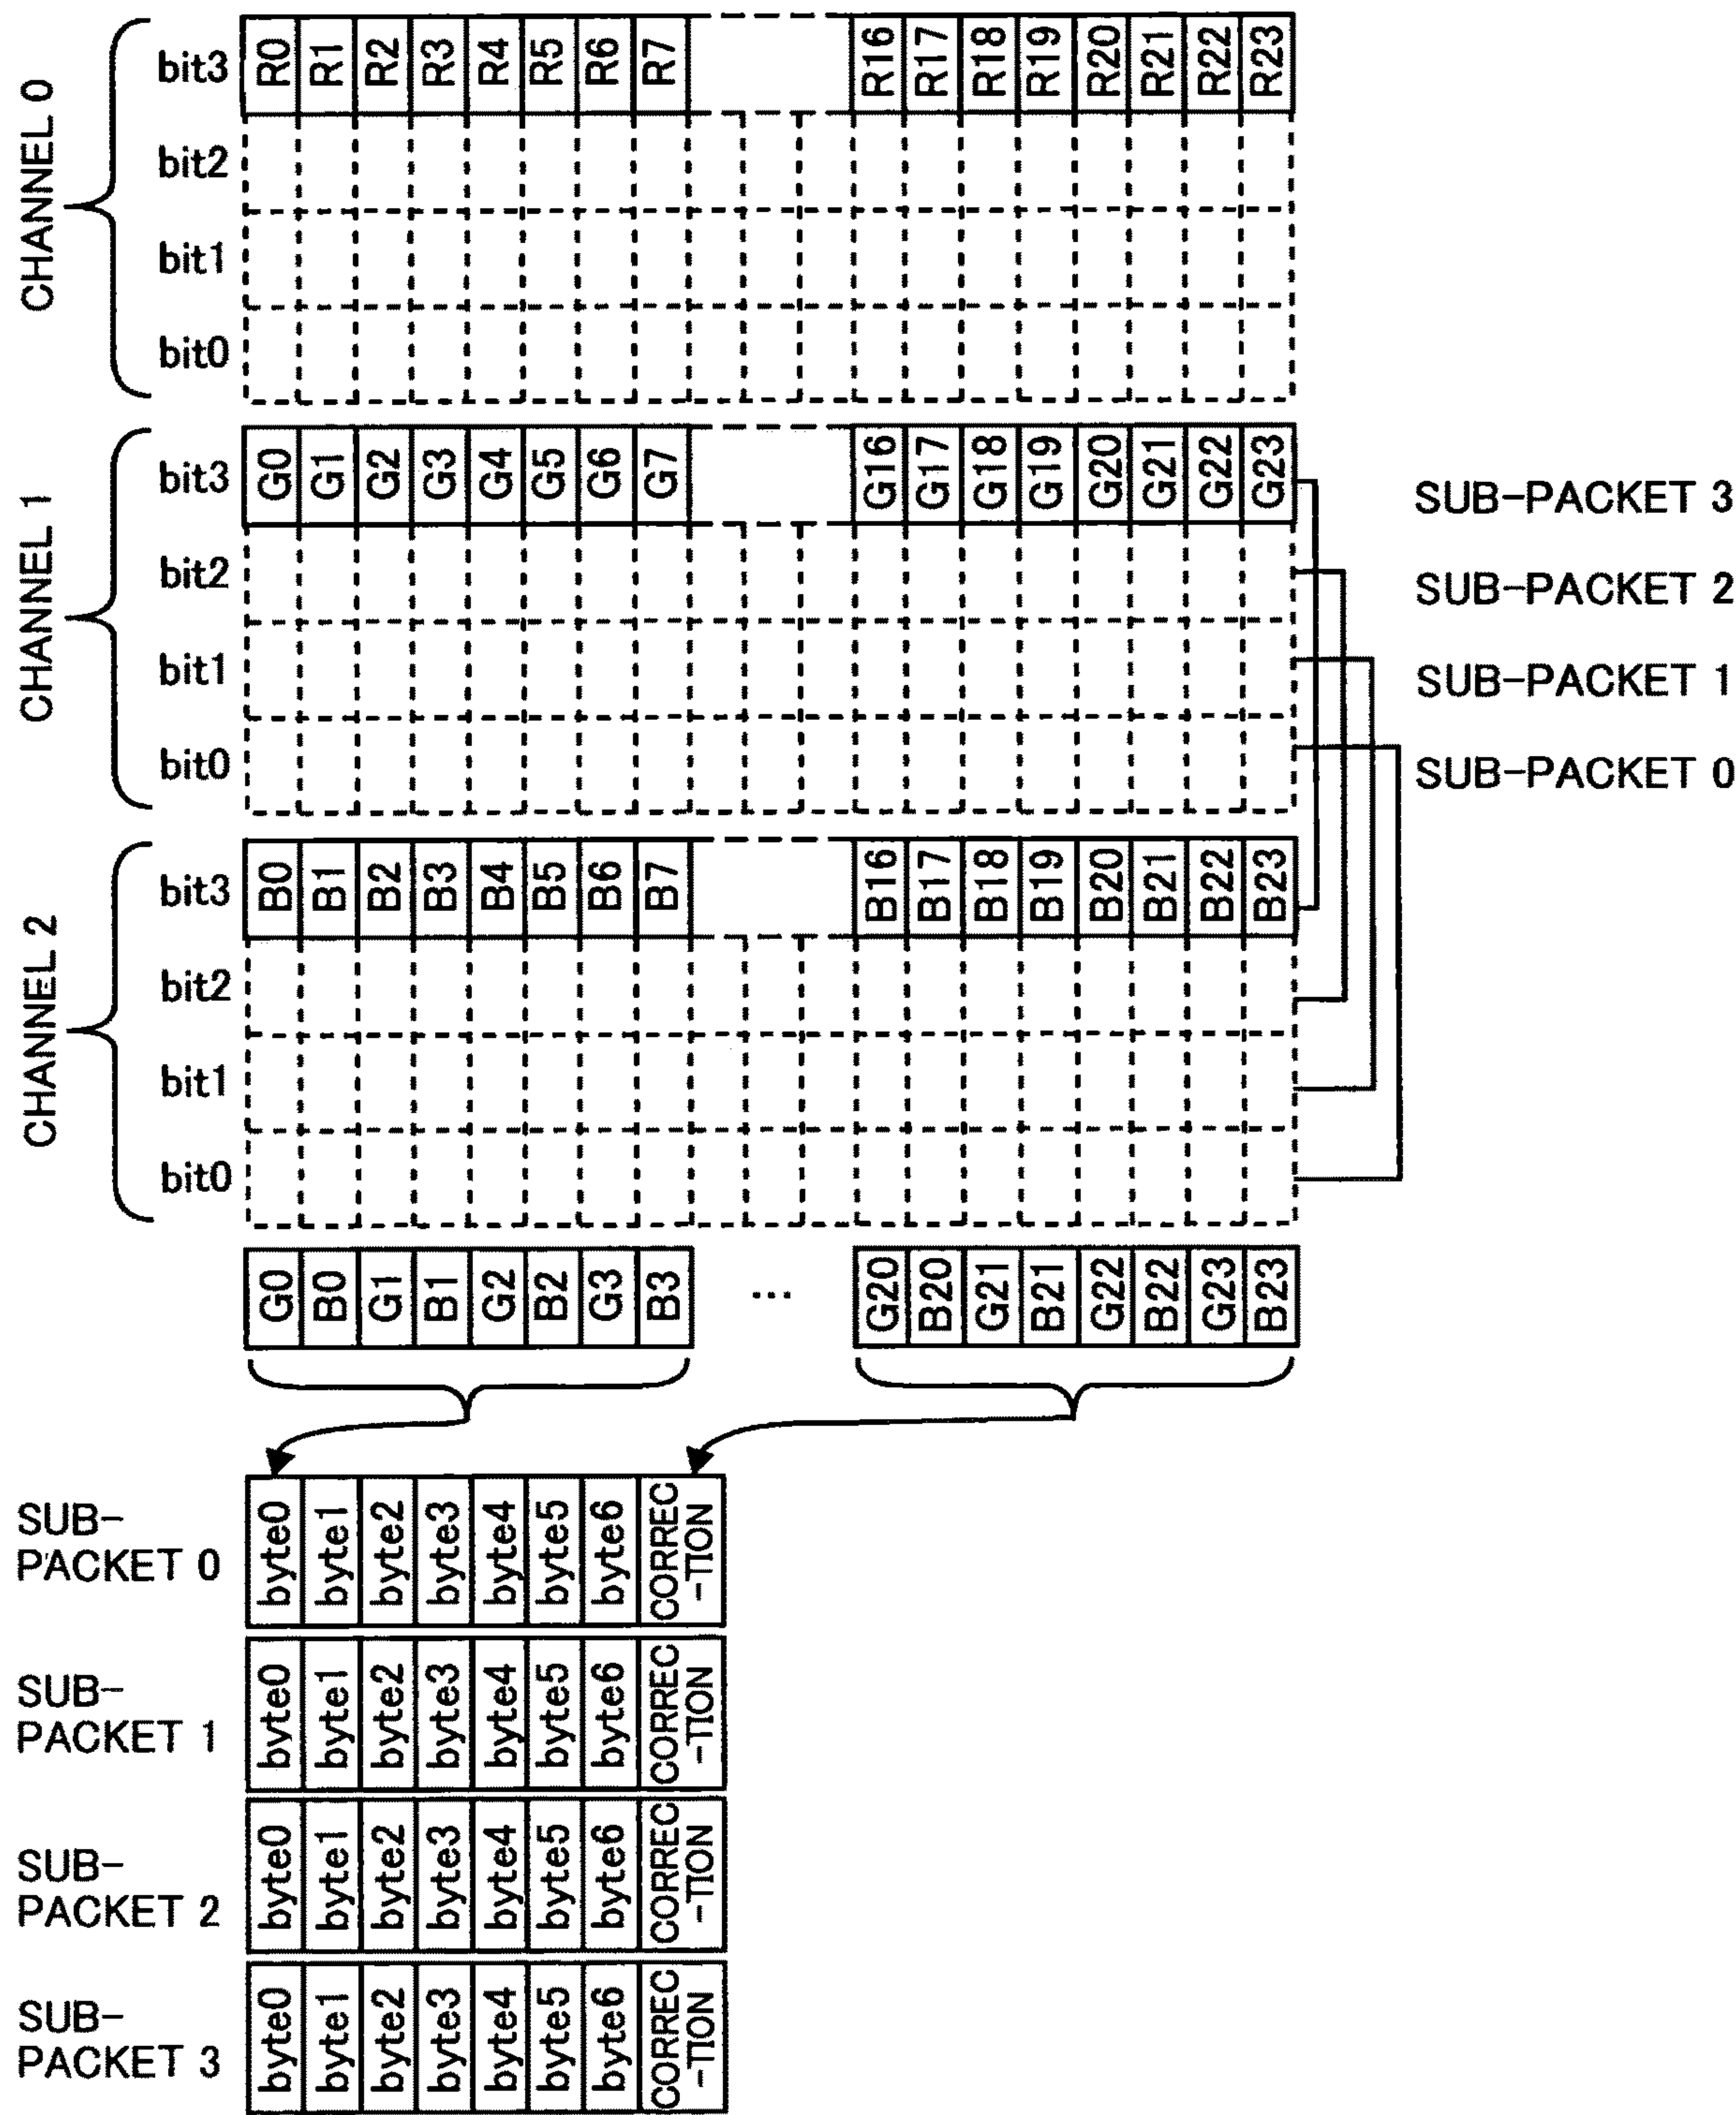 CHANNEL 0
bit3 R0 R1 R2 R3 R4 R5 R6 R7 R16 R17 R18 R19 R20 R21 R22 R23
bit2
bit1
bit0
CHANNEL 1
bit3 G0 G1 G2 G3 G4 G5 G6 G7 G16 G17 G18 G19 G20 G21 G22 G23
SUB-PACKET 3
bit2
SUB-PACKET 2
bit1
SUB-PACKET 1
bit0
SUB-PACKET 0
CHANNEL 2
bit3 B0 B1 B2 B3 B4 B5 B6 B7 B16 B17 B18 B19 B20 B21 B22 B23
bit2
bit1
bit0
G0 B0 G1 B1 G2 B2 G3 B3 ... G20 B20 G21 B21 G22 B22 G23 B23
SUB-
PACKET 0
byte0 byte1 byte2 byte3 byte4 byte5 byte6 CORREC
-TION
SUB-
PACKET 1
byte0 byte1 byte2 byte3 byte4 byte5 byte6 CORREC
-TION
SUB-
PACKET 2
byte0 byte1 byte2 byte3 byte4 byte5 byte6 CORREC
-TION
SUB-
PACKET 3
byte0 byte1 byte2 byte3 byte4 byte5 byte6 CORREC
-TION